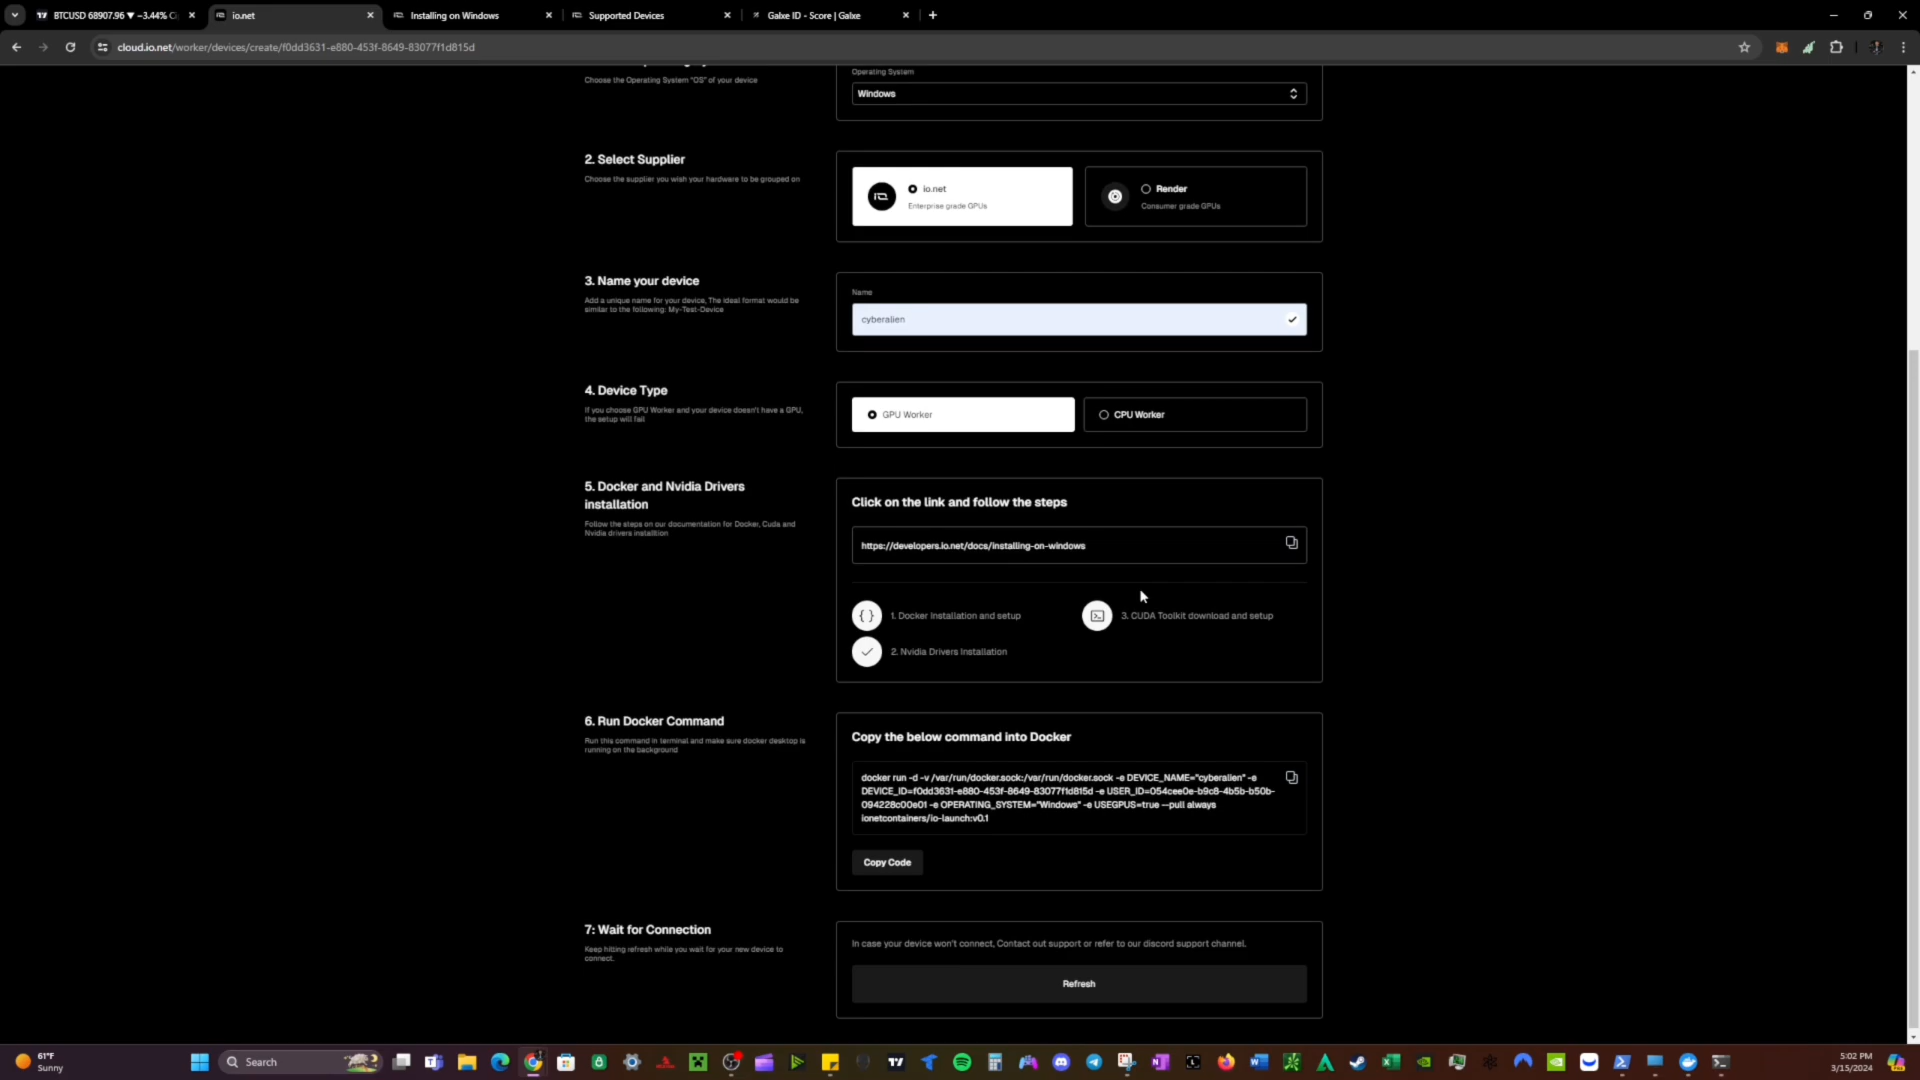 BTCUSD 68907.96 ▼ −3.44% C
io.net
Installing on Windows
Supported Devices
Galxe ID - Score | Galxe
cloud.io.net/worker/devices/create/f0dd3631-e880-453f-8649-83077f1d815d
Choose the Operating System "OS" of your device
Operating System
Windows
2. Select Supplier
Choose the supplier you wish your hardware to be grouped on
io.net
Enterprise grade GPUs
Render
Consumer grade GPUs
3. Name your device
Add a unique name for your device, The ideal format would be
similar to the following: My-Test-Device
Name
cyberalien
4. Device Type
If you choose GPU Worker and your device doesn't have a GPU,
the setup will fail
GPU Worker
CPU Worker
5. Docker and Nvidia Drivers
installation
Follow the steps on our documentation for Docker, Cuda and
Nvidia drivers installtion
Click on the link and follow the steps
https://developers.io.net/docs/installing-on-windows
1. Docker Installation and setup
3. CUDA Toolkit download and setup
2. Nvidia Drivers Installation
6. Run Docker Command
Run this command in terminal and make sure docker desktop is
running on the background
Copy the below command into Docker
docker run -d -v /var/run/docker.sock:/var/run/docker.sock -e DEVICE_NAME="cyberalien" -e
DEVICE_ID=f0dd3631-e880-453f-8649-83077f1d815d -e USER_ID=054cee0e-b9c8-4b5b-b50b-
094228c00e01 -e OPERATING_SYSTEM="Windows" -e USEGPUS=true --pull always
ionetcontainers/io-launch:v0.1
Copy Code
7: Wait for Connection
Keep hitting refresh while you wait for your new device to
connect.
In case your device won't connect, Contact out support or refer to our discord support channel.
Refresh
61°F
Sunny
Search
5:02 PM
3/15/2024